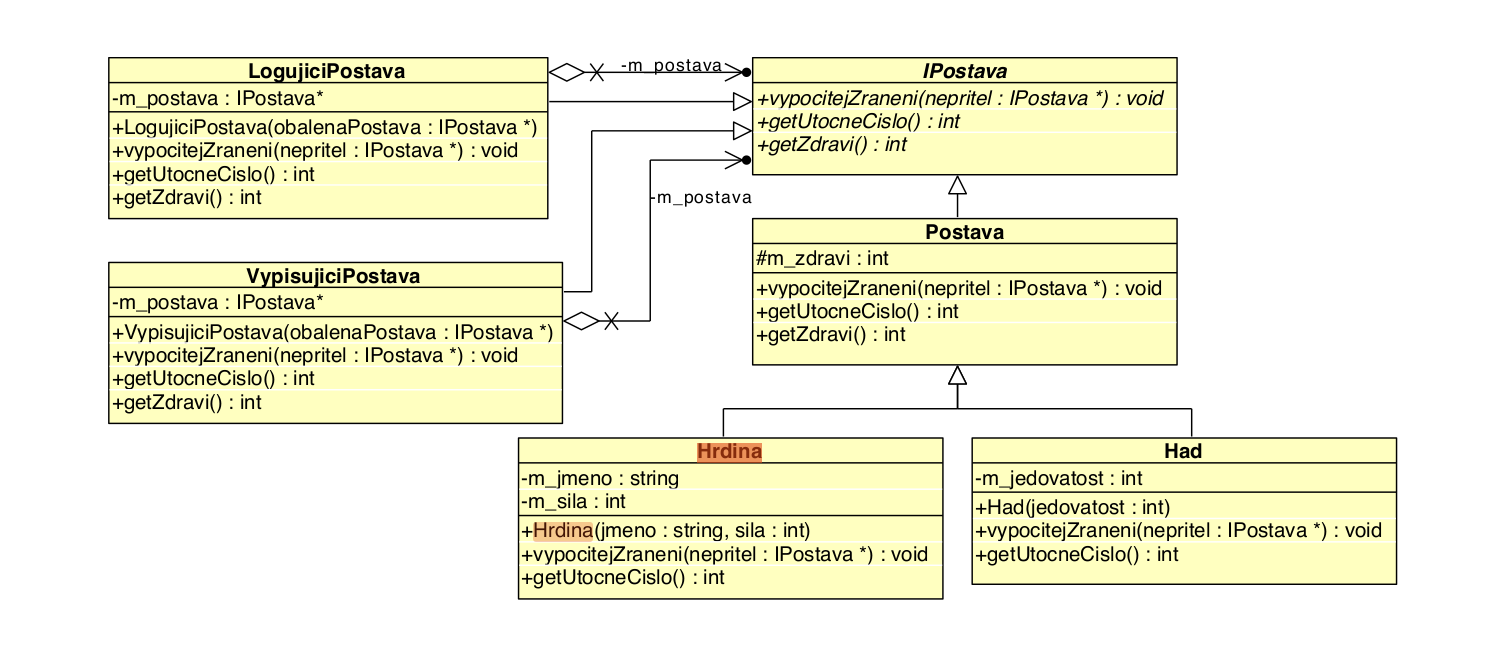 LogujiciPostava
-m_postava : IPostava*
+LogujiciPostava(obalenaPostava : IPostava *)
+vypocitejZraneni(nepritel : IPostava *) : void
+getUtocneCislo() : int
+getZdravi() : int
-m_postava
IPostava
+vypocitejZraneni(nepritel : IPostava *) : void
+getUtocneCislo() : int
+getZdravi() : int
-m_postava
VypisujiciPostava
-m_postava : IPostava*
+VypisujiciPostava(obalenaPostava : IPostava *)
+vypocitejZraneni(nepritel : IPostava *) : void
+getUtocneCislo() : int
+getZdravi() : int
Postava
#m_zdravi : int
+vypocitejZraneni(nepritel : IPostava *) : void
+getUtocneCislo() : int
+getZdravi() : int
Hrdina
-m_jmeno : string
-m_sila : int
+Hrdina(jmeno : string, sila : int)
+vypocitejZraneni(nepritel : IPostava *) : void
+getUtocneCislo() : int
Had
-m_jedovatost : int
+Had(jedovatost : int)
+vypocitejZraneni(nepritel : IPostava *) : void
+getUtocneCislo() : int